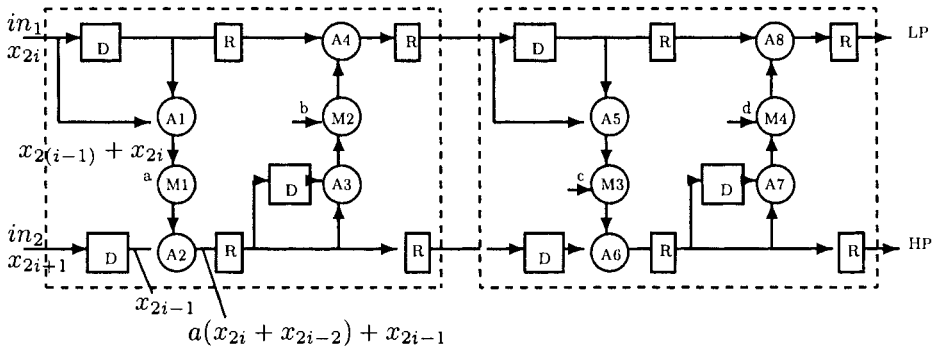 in₁ A4 A8
D R R D R R LP
x₂ᵢ
b d
A1 M2 A5 M4
x₂₍ᵢ₋₁₎ + x₂ᵢ
a M1 D A3 c M3 D A7
in₂
D A2 R R D A6 R R HP
x₂ᵢ₊₁
x₂ᵢ₋₁
a(x₂ᵢ + x₂ᵢ₋₂) + x₂ᵢ₋₁